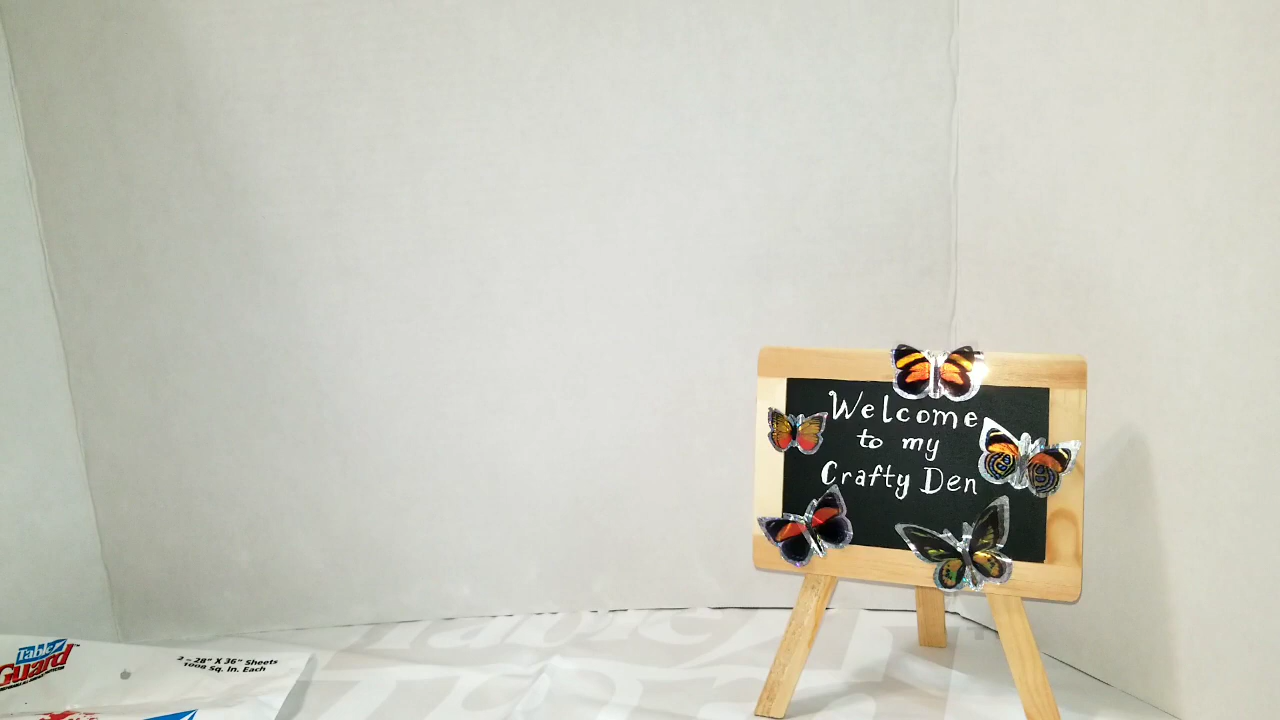 Welcome
to my
Crafty Den
Table
Guard
2 - 28" X 36" Sheets
1008 Sq. In. Each